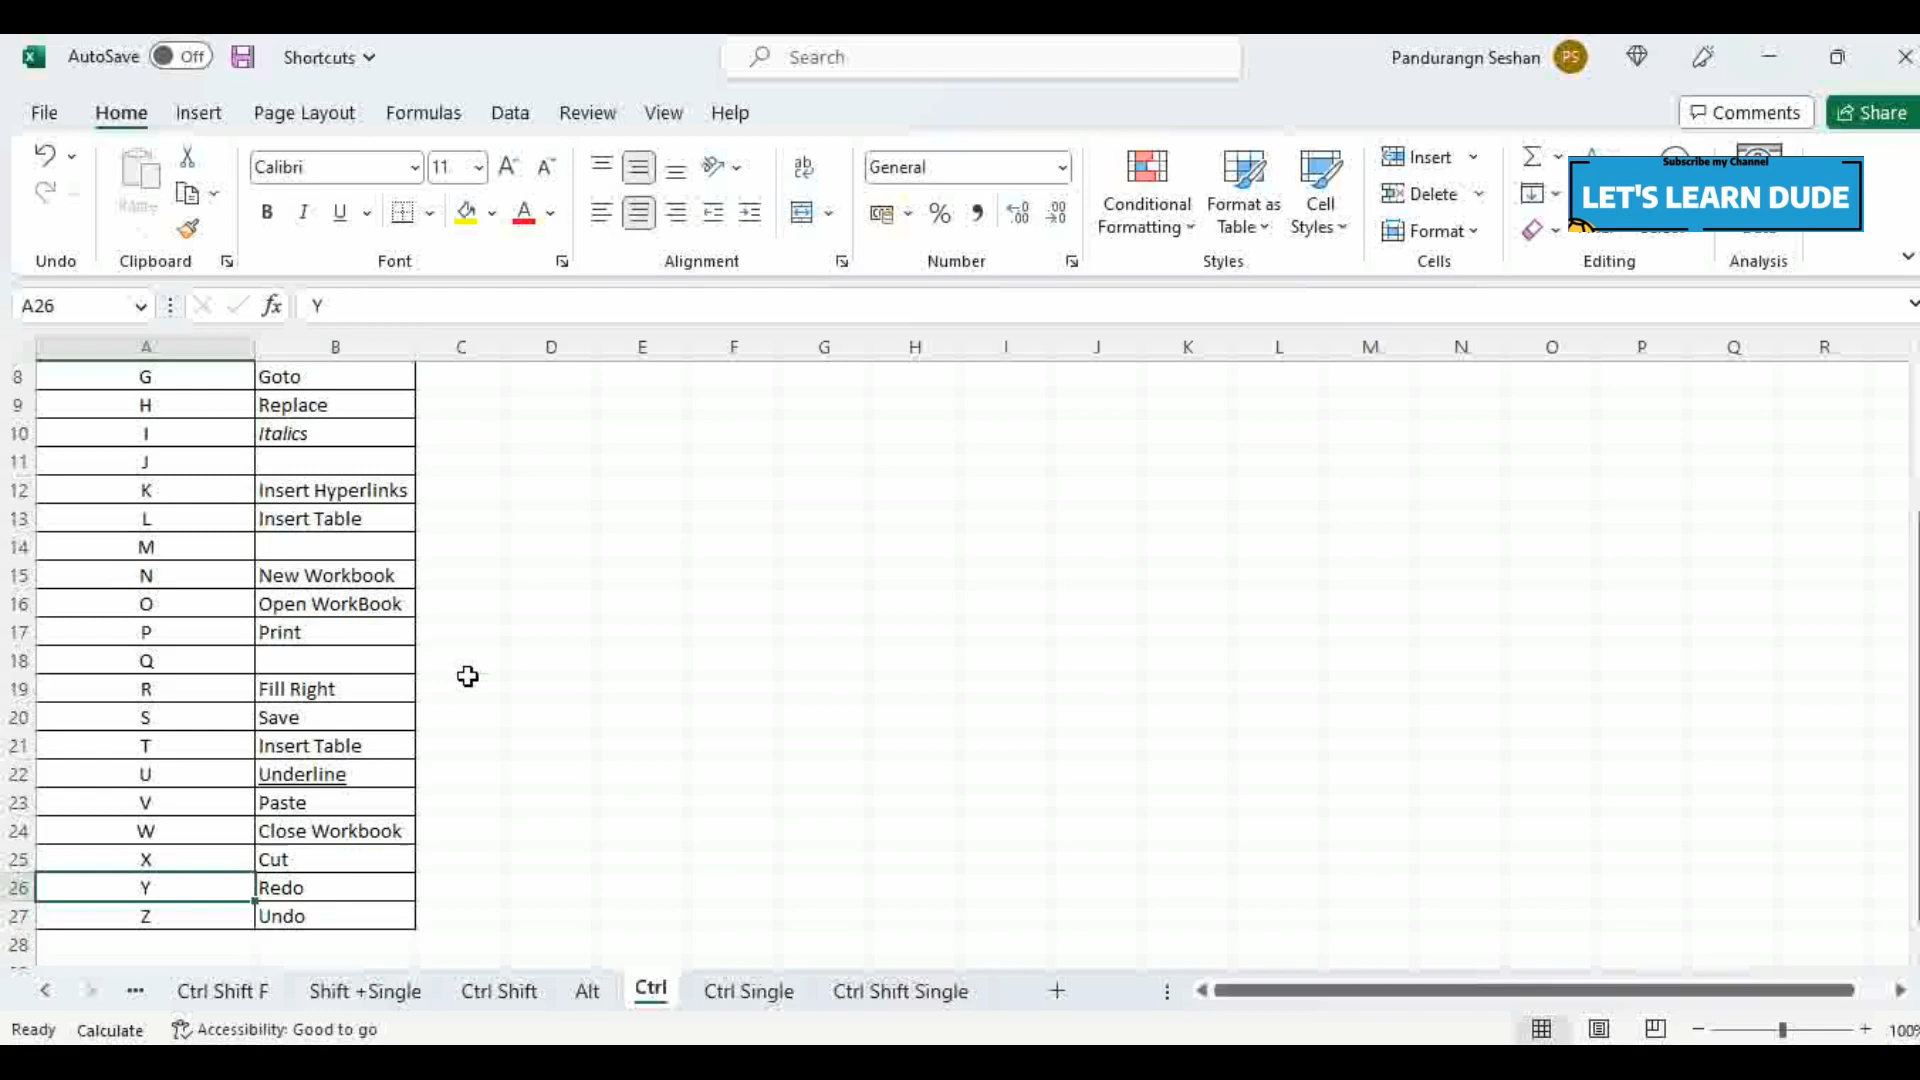 AutoSave Off Shortcuts Search Pandurangn Seshan PS
File Home Insert Page Layout Formulas Data Review View Help Comments Share
Calibri 11 General Insert
Subscribe my Channel
LET'S LEARN DUDE
Delete
Conditional Formatting Format as Table Cell Styles
Format
Undo Clipboard Font Alignment Number Styles Cells Editing Analysis
A26 fx Y
A B C D E F G H I J K L M N O P Q R
8 G Goto
9 H Replace
10 I Italics
11 J
12 K Insert Hyperlinks
13 L Insert Table
14 M
15 N New Workbook
16 O Open WorkBook
17 P Print
18 Q
19 R Fill Right
20 S Save
21 T Insert Table
22 U Underline
23 V Paste
24 W Close Workbook
25 X Cut
26 Y Redo
27 Z Undo
28
Ctrl Shift F Shift +Single Ctrl Shift Alt Ctrl Ctrl Single Ctrl Shift Single
Ready Calculate Accessibility: Good to go 100%